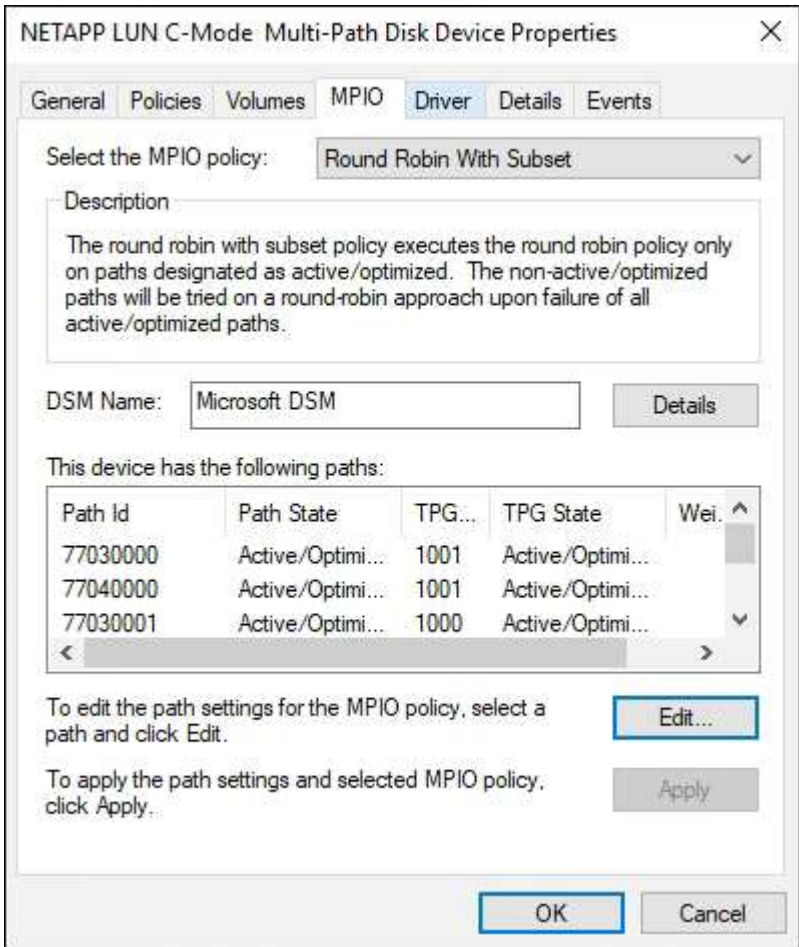 NETAPP LUN C-Mode  Multi-Path Disk Device Properties
General Policies Volumes MPIO Driver Details Events
Select the MPIO policy: Round Robin With Subset
Description
The round robin with subset policy executes the round robin policy only
on paths designated as active/optimized.  The non-active/optimized
paths will be tried on a round-robin approach upon failure of all
active/optimized paths.
DSM Name: Microsoft DSM Details
This device has the following paths:
Path Id Path State TPG... TPG State Wei.
77030000 Active/Optimi... 1001 Active/Optimi...
77040000 Active/Optimi... 1001 Active/Optimi...
77030001 Active/Optimi... 1000 Active/Optimi...
To edit the path settings for the MPIO policy, select a
path and click Edit.
Edit...
To apply the path settings and selected MPIO policy,
click Apply.
Apply
OK Cancel